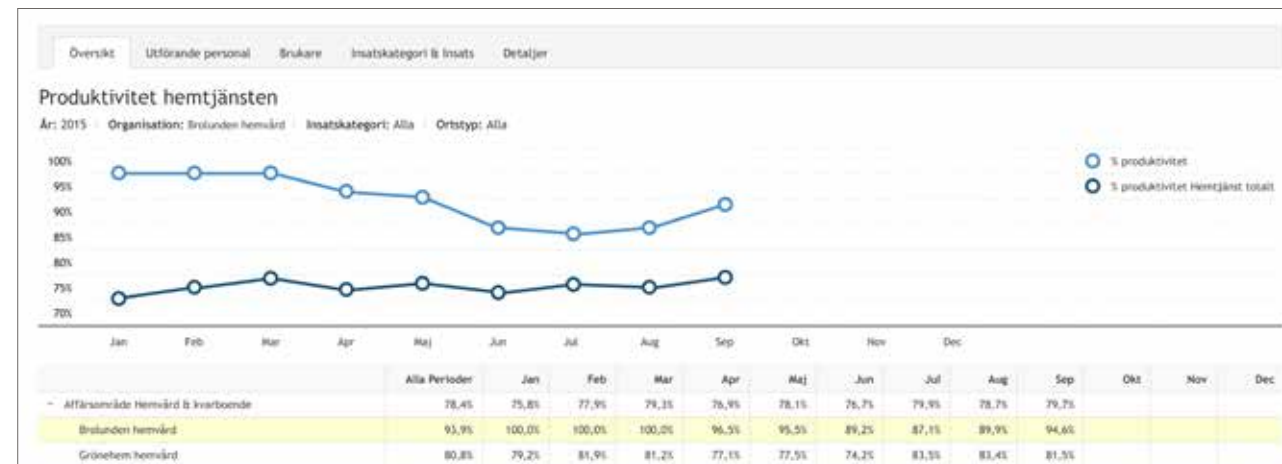 Översikt Utförande personal Brukare Insatskategori & Insats Detaljer
Produktivitet hemtjänsten
År: 2015 Organisation: Brolunden hemvård Insatskategori: Alla Ortstyp: Alla
100%
95%
90%
85%
80%
75%
70%
% produktivitet
% produktivitet Hemtjänst totalt
Jan Feb Mar Apr Maj Jun Jul Aug Sep Okt Nov Dec
Alla Perioder Jan Feb Mar Apr Maj Jun Jul Aug Sep Okt Nov Dec
- Affärsområde Hemvård & kvarboende 78,4% 75,8% 77,9% 79,3% 76,9% 78,1% 76,7% 79,9% 78,7% 79,7%
Brolunden hemvård 93,9% 100,0% 100,0% 100,0% 96,5% 95,5% 89,2% 87,1% 89,9% 94,6%
Grönehem hemvård 80,8% 79,2% 81,9% 81,2% 77,1% 77,5% 74,2% 83,5% 83,4% 81,5%